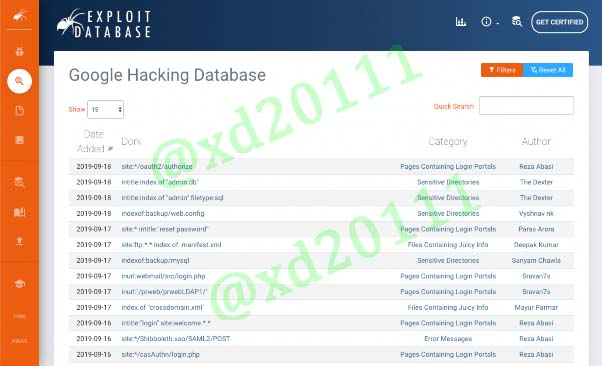 EXPLOIT
DATABASE
GET CERTIFIED
Google Hacking Database
Filters
Reset All
Show
15
Quick Search
Date Added
Dork
Category
Author
2019-09-18 site:*/oauth2/authorize Pages Containing Login Portals Reza Abasi
2019-09-18 intitle:index.of "admin.db" Sensitive Directories The Dexter
2019-09-18 intitle:index.of "admin" filetype:sql Sensitive Directories The Dexter
2019-09-18 indexof:backup/web.config Sensitive Directories Vyshnav nk
2019-09-17 site:* intitle:"reset password" Pages Containing Login Portals Paras Arora
2019-09-17 site:ftp.*.* index of: manifest.xml Files Containing Juicy Info Deepak Kumar
2019-09-17 indexof:backup/mysql Sensitive Directories Sanyam Chawla
2019-09-17 inurl:webmail/src/login.php Pages Containing Login Portals Sravan7s
2019-09-17 inurl:"/prweb/prwebLDAP1/" Pages Containing Login Portals Sravan7s
2019-09-17 index.of "crossdomain.xml" Files Containing Juicy Info Mayur Parmar
2019-09-16 intitle:"login" site:welcome.*.* Pages Containing Login Portals Reza Abasi
2019-09-16 site:*/Shibboleth.sso/SAML2/POST Error Messages Reza Abasi
2019-09-16 site:*/casAuthn/login.php Pages Containing Login Portals Reza Abasi
PWK
AWAE
@xd20111
@xd20111